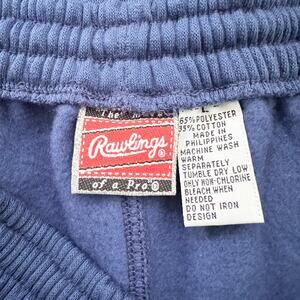 The
Rawlings®
of a Pro®
65% POLYESTER
35% COTTON
MADE IN
PHILIPPINES
MACHINE WASH
WARM
SEPARATELY
TUMBLE DRY LOW
ONLY NON-CHLORINE
BLEACH WHEN
NEEDED
DO NOT IRON
DESIGN